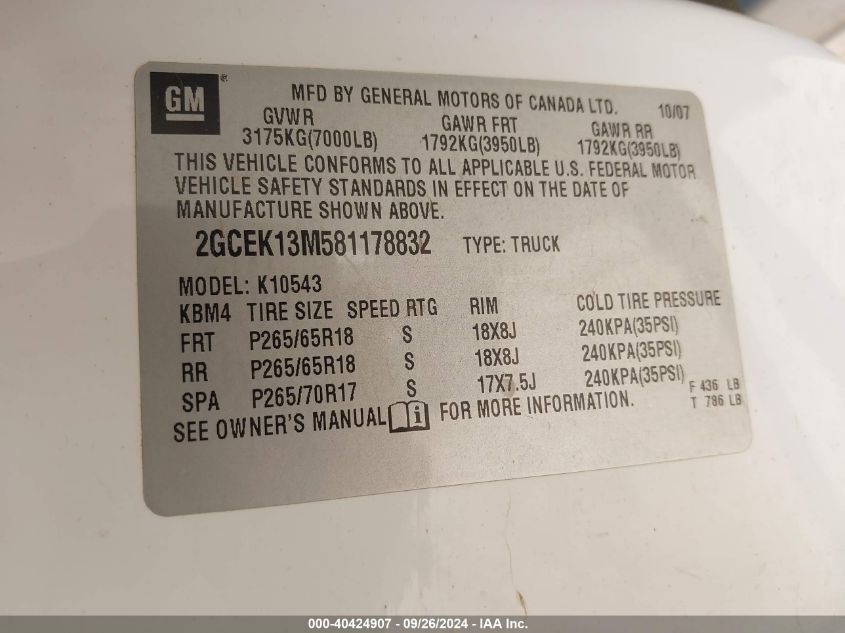 GM ®
MFD BY GENERAL MOTORS OF CANADA LTD. 10/07
GVWR GAWR FRT GAWR RR
3175KG(7000LB) 1792KG(3950LB) 1792KG(3950LB)
THIS VEHICLE CONFORMS TO ALL APPLICABLE U.S. FEDERAL MOTOR
VEHICLE SAFETY STANDARDS IN EFFECT ON THE DATE OF
MANUFACTURE SHOWN ABOVE.
2GCEK13M581178832 TYPE: TRUCK
MODEL: K10543
KBM4 TIRE SIZE SPEED RTG RIM COLD TIRE PRESSURE
FRT P265/65R18 S 18X8J 240KPA(35PSI)
RR P265/65R18 S 18X8J 240KPA(35PSI)
SPA P265/70R17 S 17X7.5J 240KPA(35PSI)
F 436 LB
T 786 LB
SEE OWNER'S MANUAL i FOR MORE INFORMATION.
000-40424907 - 09/26/2024 - IAA Inc.